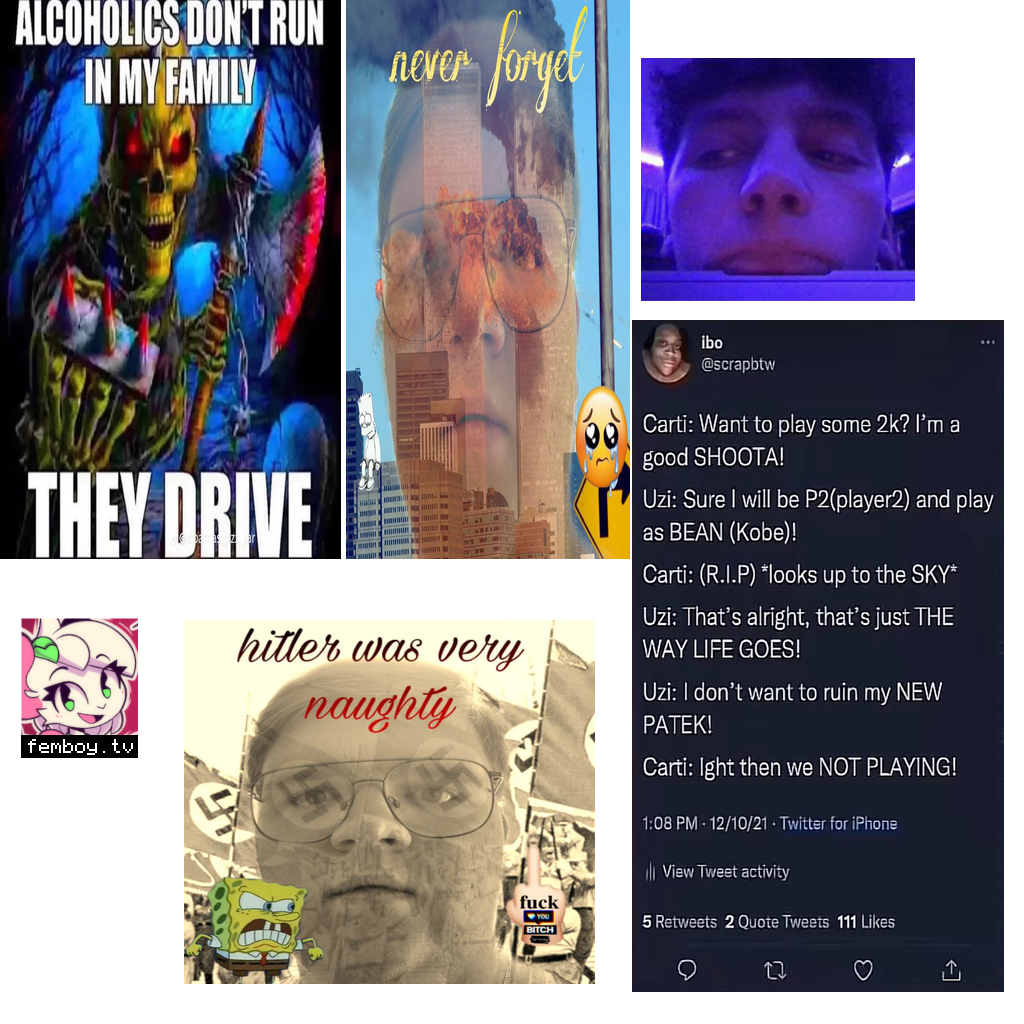 ALCOHOLICS DON'T RUN
IN MY FAMILY
THEY DRIVE
never forget
ibo
@scrapbtw
Carti: Want to play some 2k? I'm a
good SHOOTA!
Uzi: Sure I will be P2(player2) and play
as BEAN (Kobe)!
Carti: (R.I.P) *looks up to the SKY*
Uzi: That's alright, that's just THE
WAY LIFE GOES!
Uzi: I don't want to ruin my NEW
PATEK!
Carti: Ight then we NOT PLAYING!
1:08 PM · 12/10/21 · Twitter for iPhone
View Tweet activity
5 Retweets 2 Quote Tweets 111 Likes
femboy.tv
hitler was very
naughty
fuck
YOU
BITCH